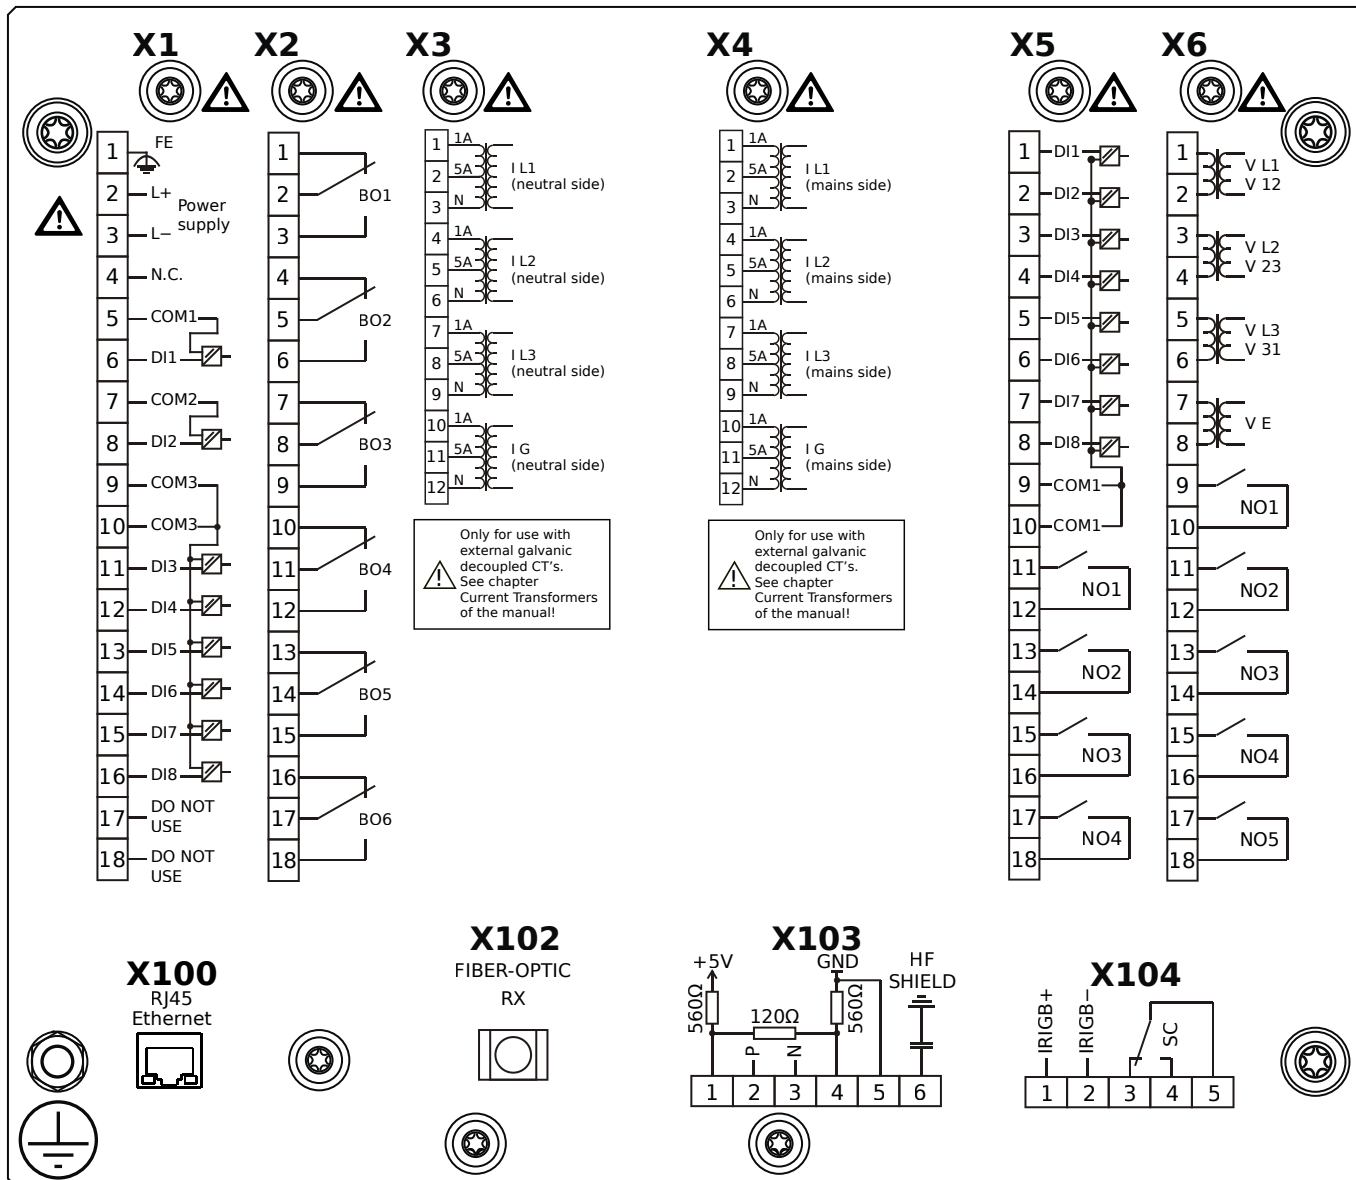 X1
X2
X3
X4
X5
X6
1
FE
2
L+
Power
supply
3
L−
4
N.C.
5
COM1
6
DI1
7
COM2
8
DI2
9
COM3
10
COM3
11
DI3
12
DI4
13
DI5
14
DI6
15
DI7
16
DI8
17
DO NOT
USE
18
DO NOT
USE
1
2
BO1
3
4
5
BO2
6
7
8
BO3
9
10
11
BO4
12
13
14
BO5
15
16
17
BO6
18
1
1A
2
5A
I L1
(neutral side)
3
N
4
1A
5
5A
I L2
(neutral side)
6
N
7
1A
8
5A
I L3
(neutral side)
9
N
10
1A
11
5A
I G
(neutral side)
12
N
Only for use with
external galvanic
decoupled CT's.
See chapter
Current Transformers
of the manual!
1
1A
2
5A
I L1
(mains side)
3
N
4
1A
5
5A
I L2
(mains side)
6
N
7
1A
8
5A
I L3
(mains side)
9
N
10
1A
11
5A
I G
(mains side)
12
N
Only for use with
external galvanic
decoupled CT's.
See chapter
Current Transformers
of the manual!
1
DI1
2
DI2
3
DI3
4
DI4
5
DI5
6
DI6
7
DI7
8
DI8
9
COM1
10
COM1
11
NO1
12
13
NO2
14
15
NO3
16
17
NO4
18
1
V L1
V 12
2
3
V L2
V 23
4
5
V L3
V 31
6
7
V E
8
9
NO1
10
11
NO2
12
13
NO3
14
15
NO4
16
17
NO5
18
X100
RJ45
Ethernet
X102
FIBER-OPTIC
RX
X103
+5V
GND
HF
SHIELD
560Ω
120Ω
560Ω
P
N
1
2
3
4
5
6
X104
IRIGB+
IRIGB−
SC
1
2
3
4
5